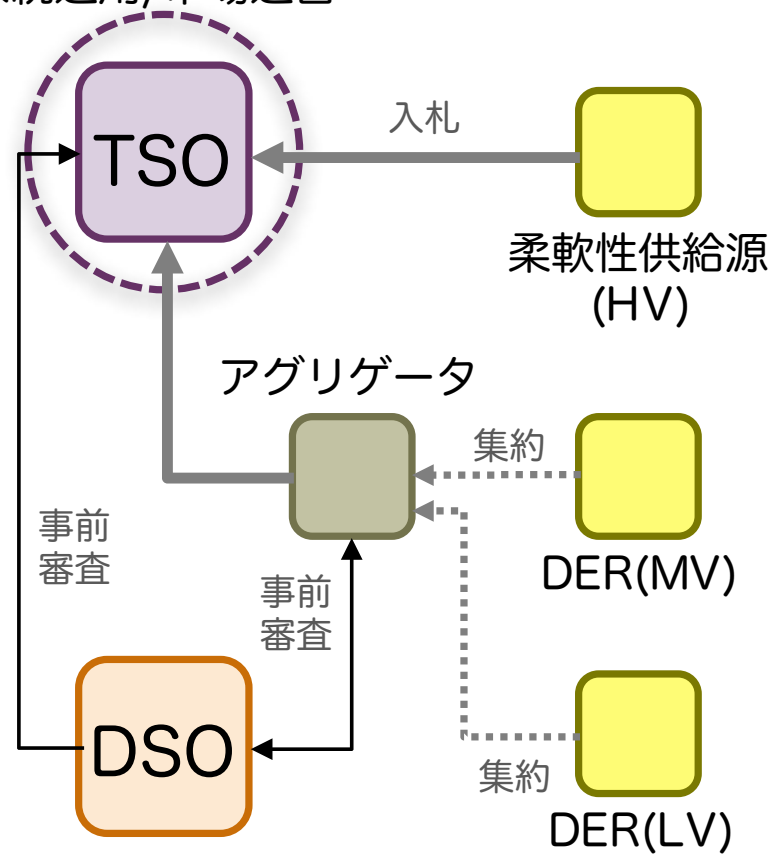 TSO
入札
柔軟性供給源
(HV)
アグリゲータ
集約
DER(MV)
事前
審査
事前
審査
DSO
集約
DER(LV)